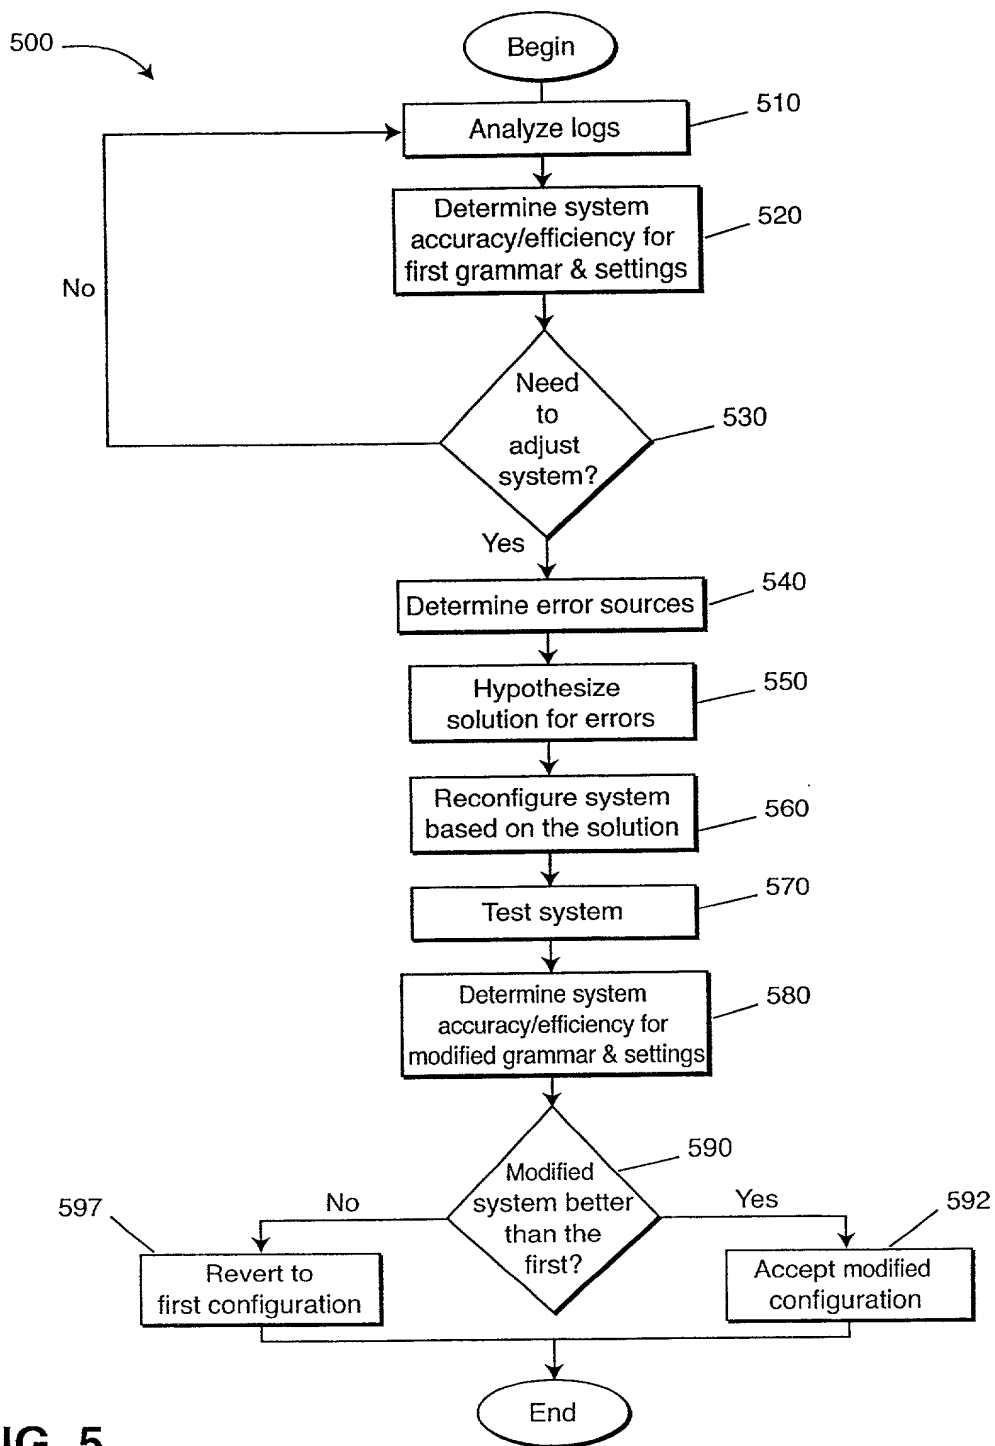 500
Begin
510
Analyze logs
520
Determine system
accuracy/efficiency for
first grammar & settings
No
Need
to
adjust
system?
530
Yes
540
Determine error sources
550
Hypothesize
solution for errors
560
Reconfigure system
based on the solution
570
Test system
580
Determine system
accuracy/efficiency for
modified grammar & settings
590
Modified
system better
than the
first?
No
Yes
597
592
Revert to
first configuration
Accept modified
configuration
End
IG. 5